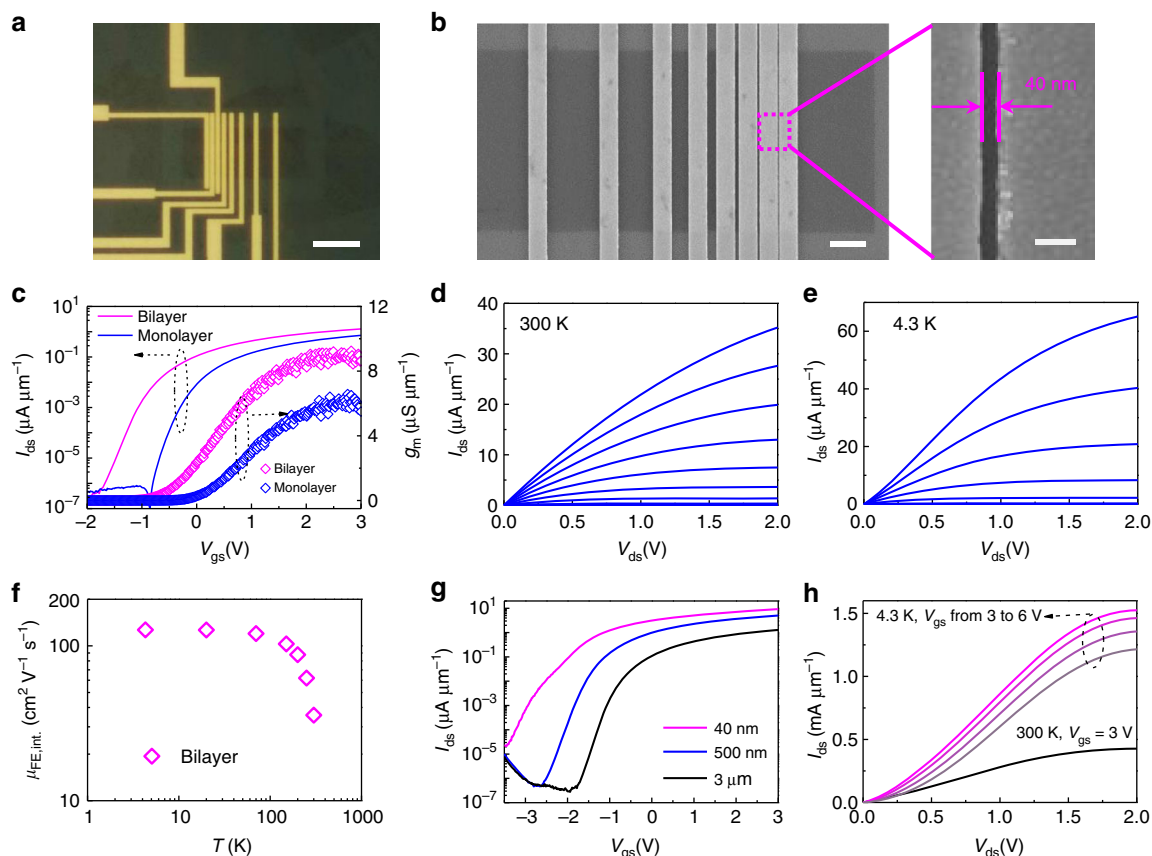 a
b
40 nm
c
Bilayer
Monolayer
Bilayer
Monolayer
10¹
10⁻¹
10⁻³
10⁻⁵
10⁻⁷
12
8
4
0
−2 −1 0 1 2 3
I_ds (μA μm⁻¹)
g_m (μS μm⁻¹)
V_gs(V)
d
300 K
40
35
30
25
20
15
10
5
0
0.0 0.5 1.0 1.5 2.0
I_ds (μA μm⁻¹)
V_ds(V)
e
4.3 K
60
40
20
0
0.0 0.5 1.0 1.5 2.0
I_ds (μA μm⁻¹)
V_ds(V)
f
200
100
10
1 10 100 1000
Bilayer
μ_FE,int. (cm² V⁻¹ s⁻¹)
T (K)
g
10¹
10⁻¹
10⁻³
10⁻⁵
10⁻⁷
40 nm
500 nm
3 μm
−3 −2 −1 0 1 2 3
I_ds (μA μm⁻¹)
V_gs(V)
h
4.3 K, V_gs from 3 to 6 V
300 K, V_gs = 3 V
1.5
1.0
0.5
0.0
0.0 0.5 1.0 1.5 2.0
I_ds (mA μm⁻¹)
V_ds(V)